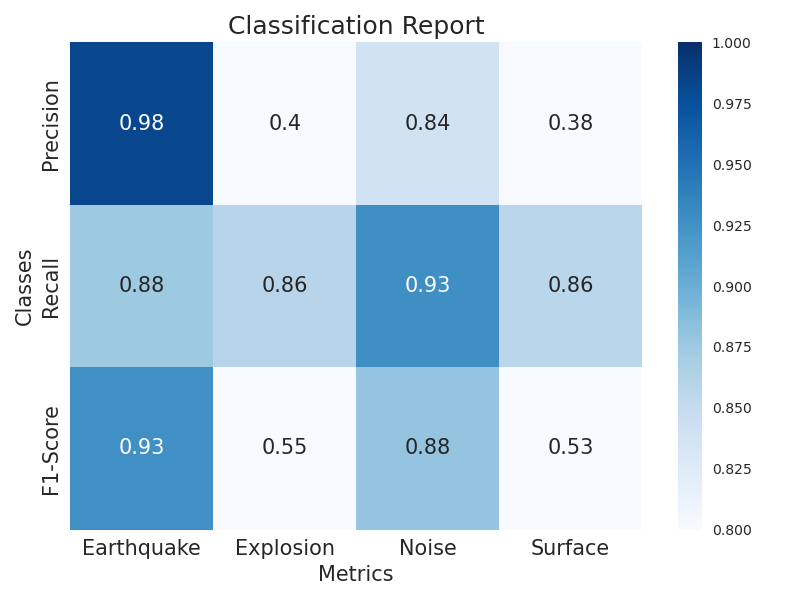 Classification Report
Precision
0.98 0.4 0.84 0.38
Classes
Recall
0.88 0.86 0.93 0.86
F1-Score
0.93 0.55 0.88 0.53
Earthquake Explosion Noise Surface
Metrics
1.000
0.975
0.950
0.925
0.900
0.875
0.850
0.825
0.800